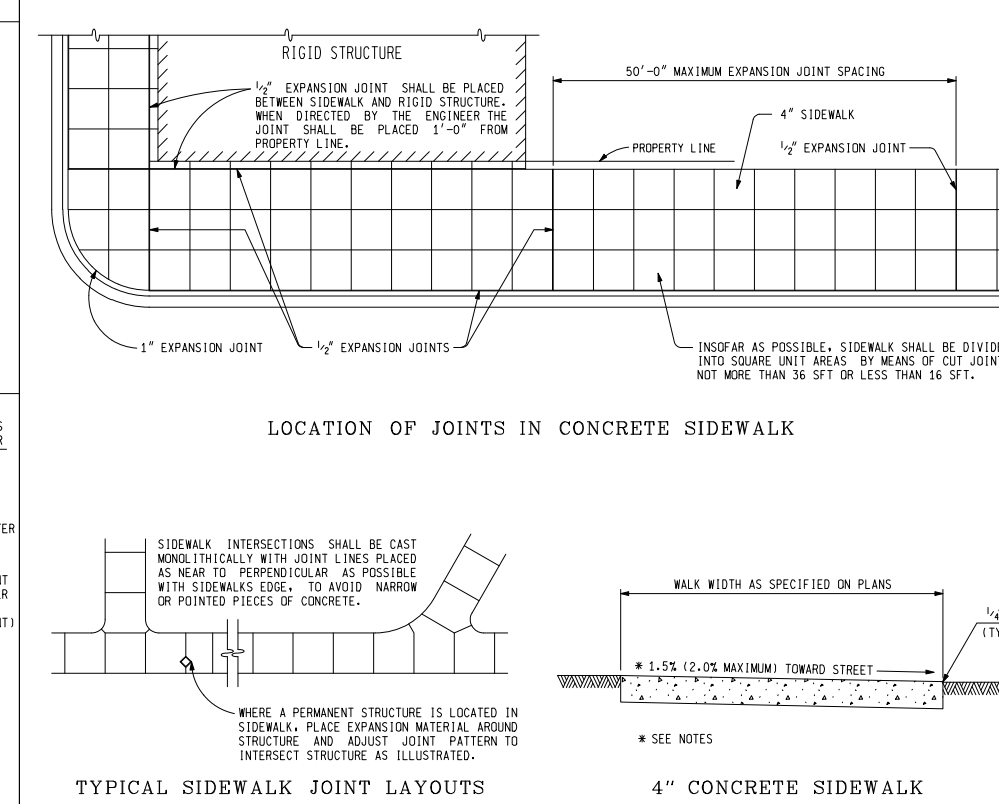 RIGID STRUCTURE
1/2" EXPANSION JOINT SHALL BE PLACED
BETWEEN SIDEWALK AND RIGID STRUCTURE.
WHEN DIRECTED BY THE ENGINEER THE
JOINT SHALL BE PLACED 1'-0" FROM
PROPERTY LINE.
50'-0" MAXIMUM EXPANSION JOINT SPACING
4" SIDEWALK
PROPERTY LINE
1/2" EXPANSION JOINT
1" EXPANSION JOINT
1/2" EXPANSION JOINTS
INSOFAR AS POSSIBLE, SIDEWALK SHALL BE DIVIDE
INTO SQUARE UNIT AREAS BY MEANS OF CUT JOINT
NOT MORE THAN 36 SFT OR LESS THAN 16 SFT.
LOCATION OF JOINTS IN CONCRETE SIDEWALK
SIDEWALK INTERSECTIONS SHALL BE CAST
MONOLITHICALLY WITH JOINT LINES PLACED
AS NEAR TO PERPENDICULAR AS POSSIBLE
WITH SIDEWALKS EDGE, TO AVOID NARROW
OR POINTED PIECES OF CONCRETE.
WHERE A PERMANENT STRUCTURE IS LOCATED IN
SIDEWALK, PLACE EXPANSION MATERIAL AROUND
STRUCTURE AND ADJUST JOINT PATTERN TO
INTERSECT STRUCTURE AS ILLUSTRATED.
TYPICAL SIDEWALK JOINT LAYOUTS
WALK WIDTH AS SPECIFIED ON PLANS
* 1.5% (2.0% MAXIMUM) TOWARD STREET
1/4
(TY
* SEE NOTES
4" CONCRETE SIDEWALK